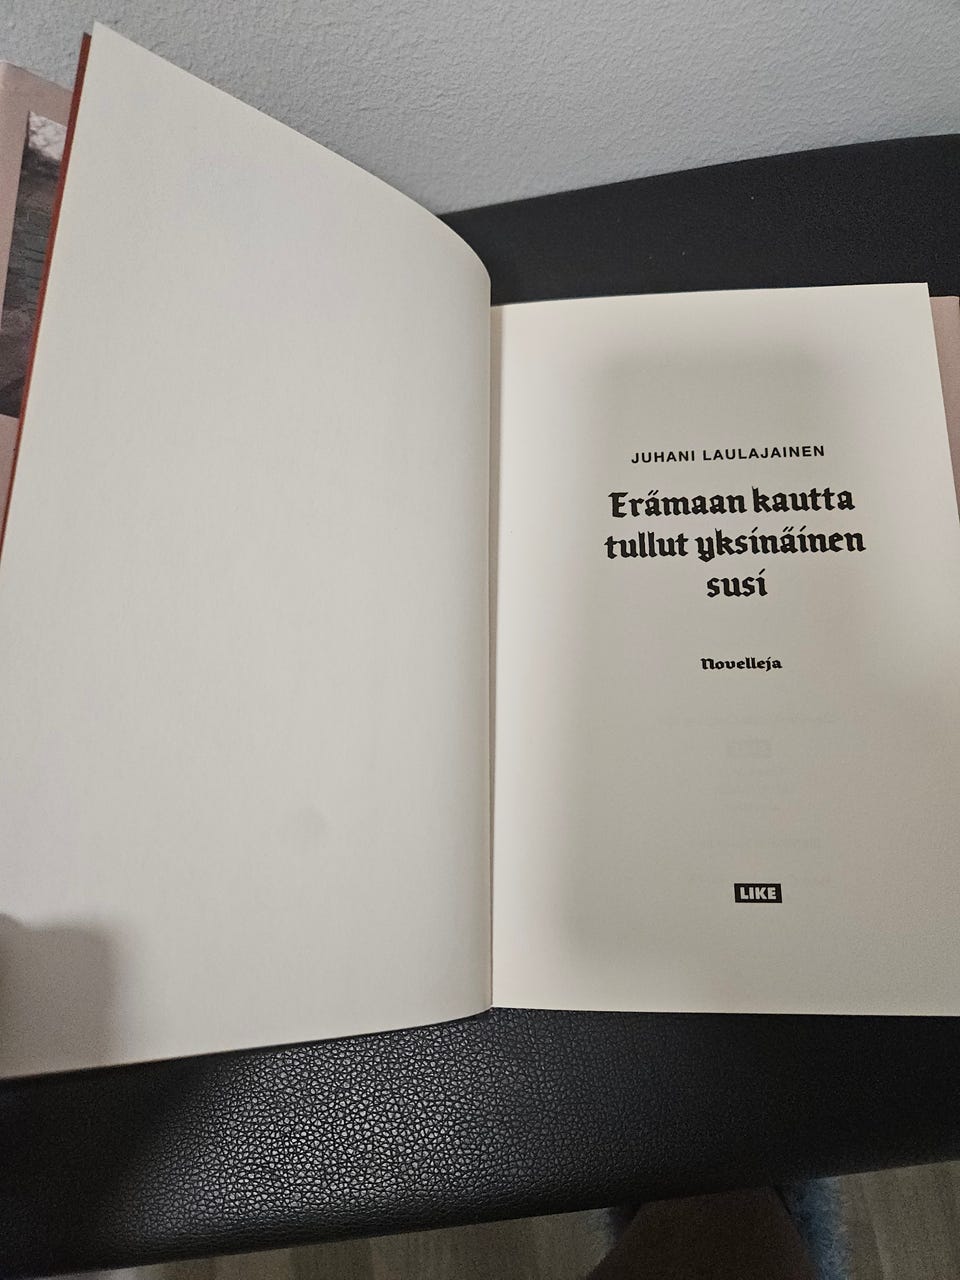 JUHANI LAULAJAINEN
Erämaan kautta
tullut yksinäinen
susi
Novelleja
LIKE